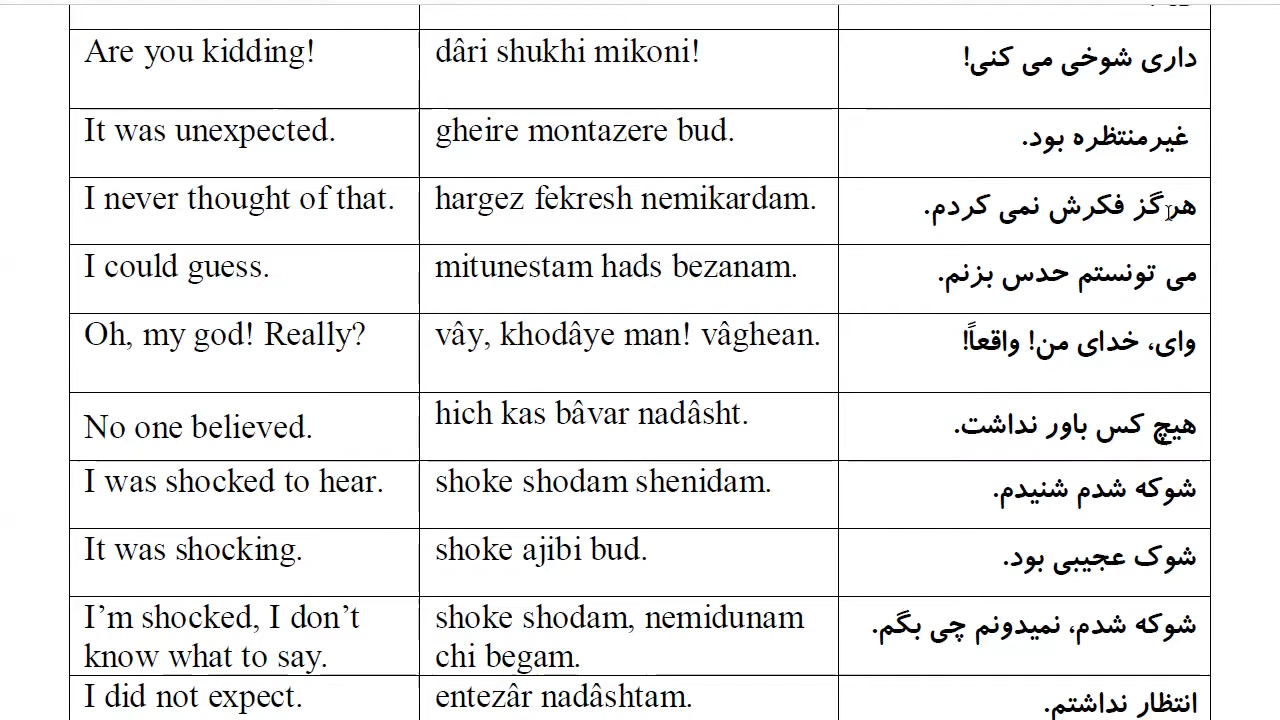 Are you kidding! dâri shukhi mikoni! داری شوخی می کنی!
It was unexpected. gheire montazere bud. غیرمنتظره بود.
I never thought of that. hargez fekresh nemikardam. هرگز فکرش نمی کردم.
I could guess. mitunestam hads bezanam. می تونستم حدس بزنم.
Oh, my god! Really? vây, khodâye man! vâghean. وای، خدای من! واقعاً!
No one believed. hich kas bâvar nadâsht. هیچ کس باور نداشت.
I was shocked to hear. shoke shodam shenidam. شوکه شدم شنیدم.
It was shocking. shoke ajibi bud. شوک عجیبی بود.
I'm shocked, I don't shoke shodam, nemidunam شوکه شدم، نمیدونم چی بگم.
know what to say. chi begam.
I did not expect. entezâr nadâshtam. انتظار نداشتم.